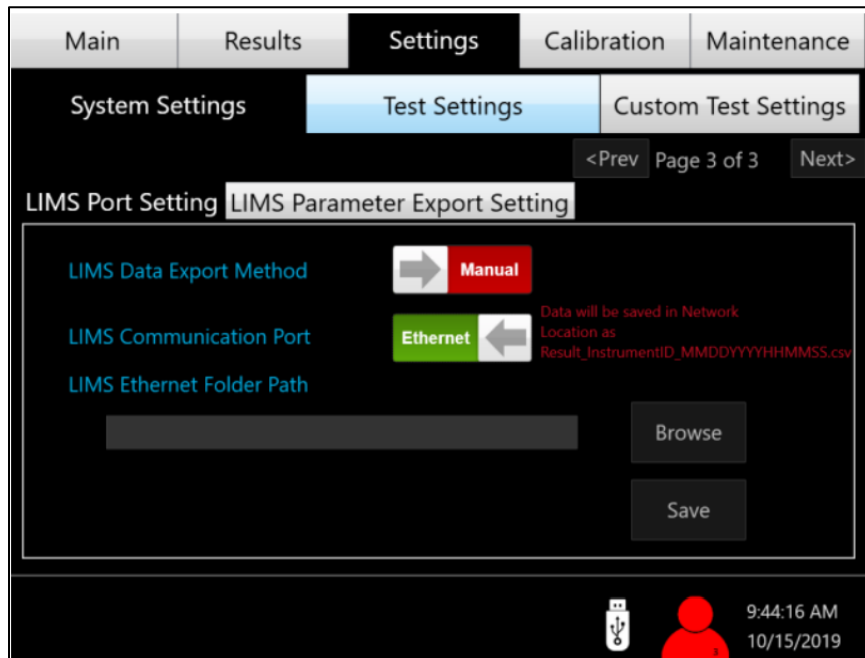 Main Results Settings Calibration Maintenance
System Settings Test Settings Custom Test Settings
<Prev Page 3 of 3 Next>
LIMS Port Setting LIMS Parameter Export Setting
LIMS Data Export Method Manual
LIMS Communication Port Ethernet
Data will be saved in Network
Location as
Result_InstrumentID_MMDDYYYYHHMMSS.csv
LIMS Ethernet Folder Path
Browse
Save
3
9:44:16 AM
10/15/2019